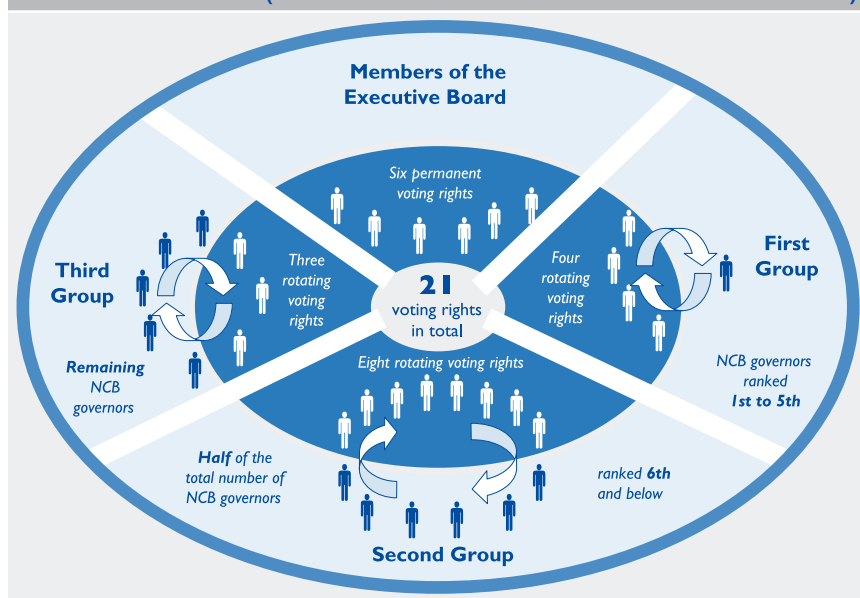 Members of the
Executive Board
Six permanent
voting rights
First
Group
Four
rotating
voting
rights
NCB governors
ranked
1st to 5th
21
voting rights
in total
Third
Group
Three
rotating
voting
rights
Remaining
NCB
governors
Eight rotating voting rights
Half of the
total number of
NCB governors
ranked 6th
and below
Second Group